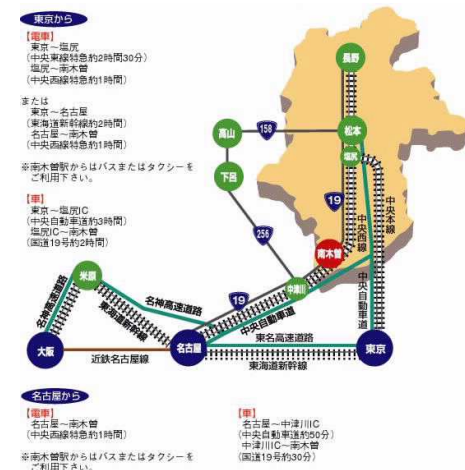 東京から
【電車】
東京～塩尻
(中央東線特急約2時間30分)
塩尻～南木曽
(中央西線特急約1時間)
または
東京～名古屋
(東海道新幹線約2時間)
名古屋～南木曽
(中央西線特急約1時間)
※南木曽駅からはバスまたはタクシーを
ご利用下さい。
【車】
東京～塩尻IC
(中央自動車道約3時間)
塩尻IC～南木曽
(国道19号約2時間)
長野
高山
158
松本
塩尻
下呂
19
中央西線
中央本線
256
南木曽
中央自動車道
米原
中津川
名神高速道路
19
名神高速道路
東海道新幹線
中央自動車道
大阪
近鉄名古屋線
名古屋
東名高速道路
東海道新幹線
東京
名古屋から
【電車】
名古屋～南木曽
(中央西線特急約1時間)
※南木曽駅からはバスまたはタクシーを
ご利用下さい。
【車】
名古屋～中津川IC
(中央自動車道約50分)
中津川IC～南木曽
(国道19号約30分)